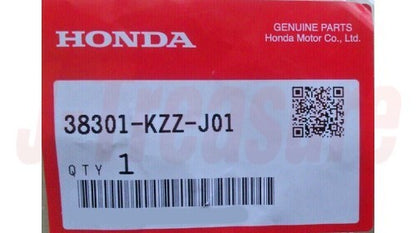 HONDA
GENUINE PARTS
Honda Motor Co., Ltd.
38301-KZZ-J01
QTY 1